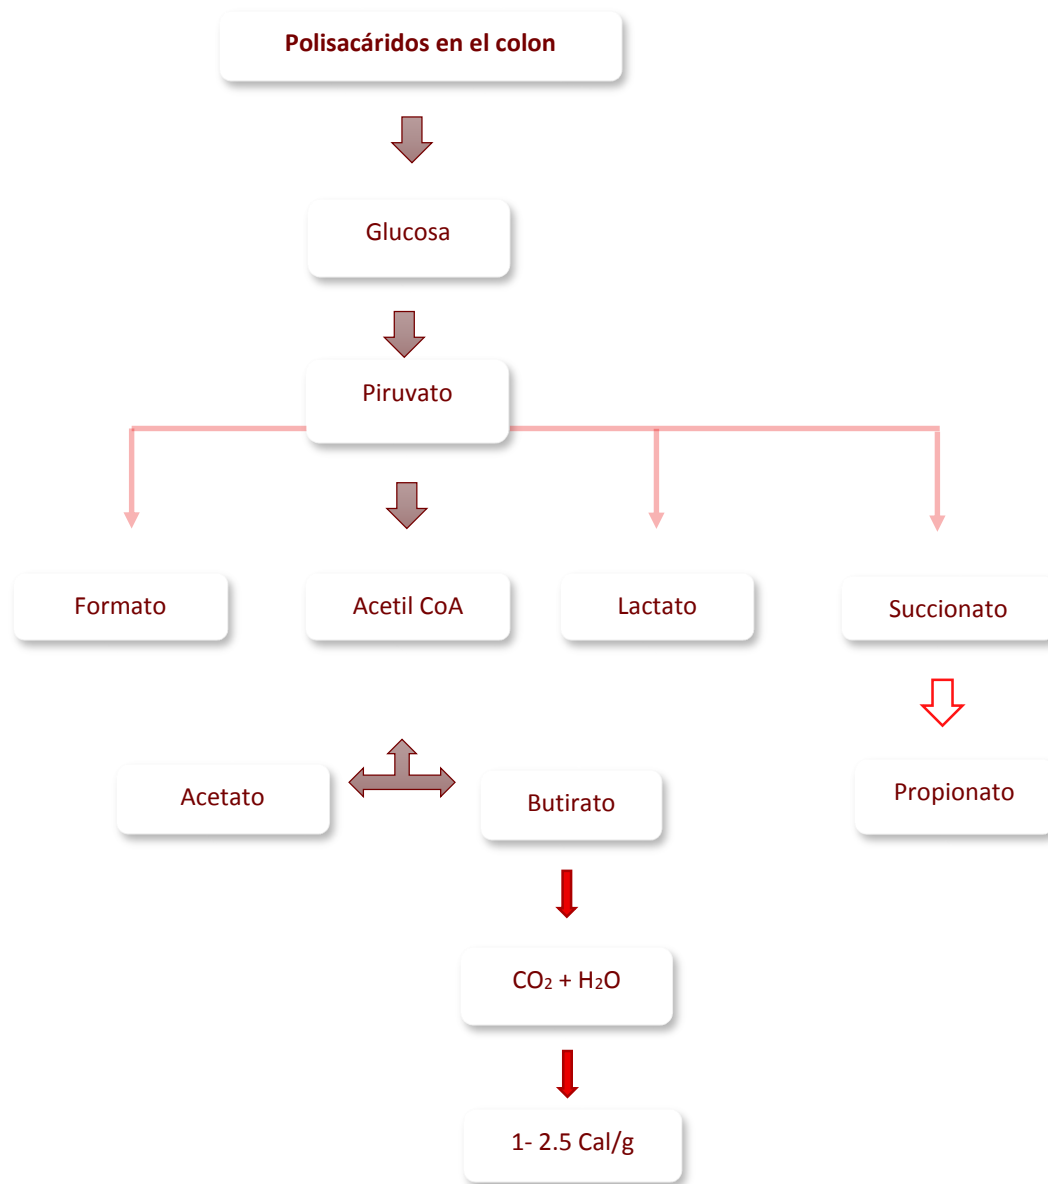 Polisacáridos en el colon
Glucosa
Piruvato
Formato
Acetil CoA
Lactato
Succionato
Acetato
Butirato
Propionato
CO₂ + H₂O
1- 2.5 Cal/g